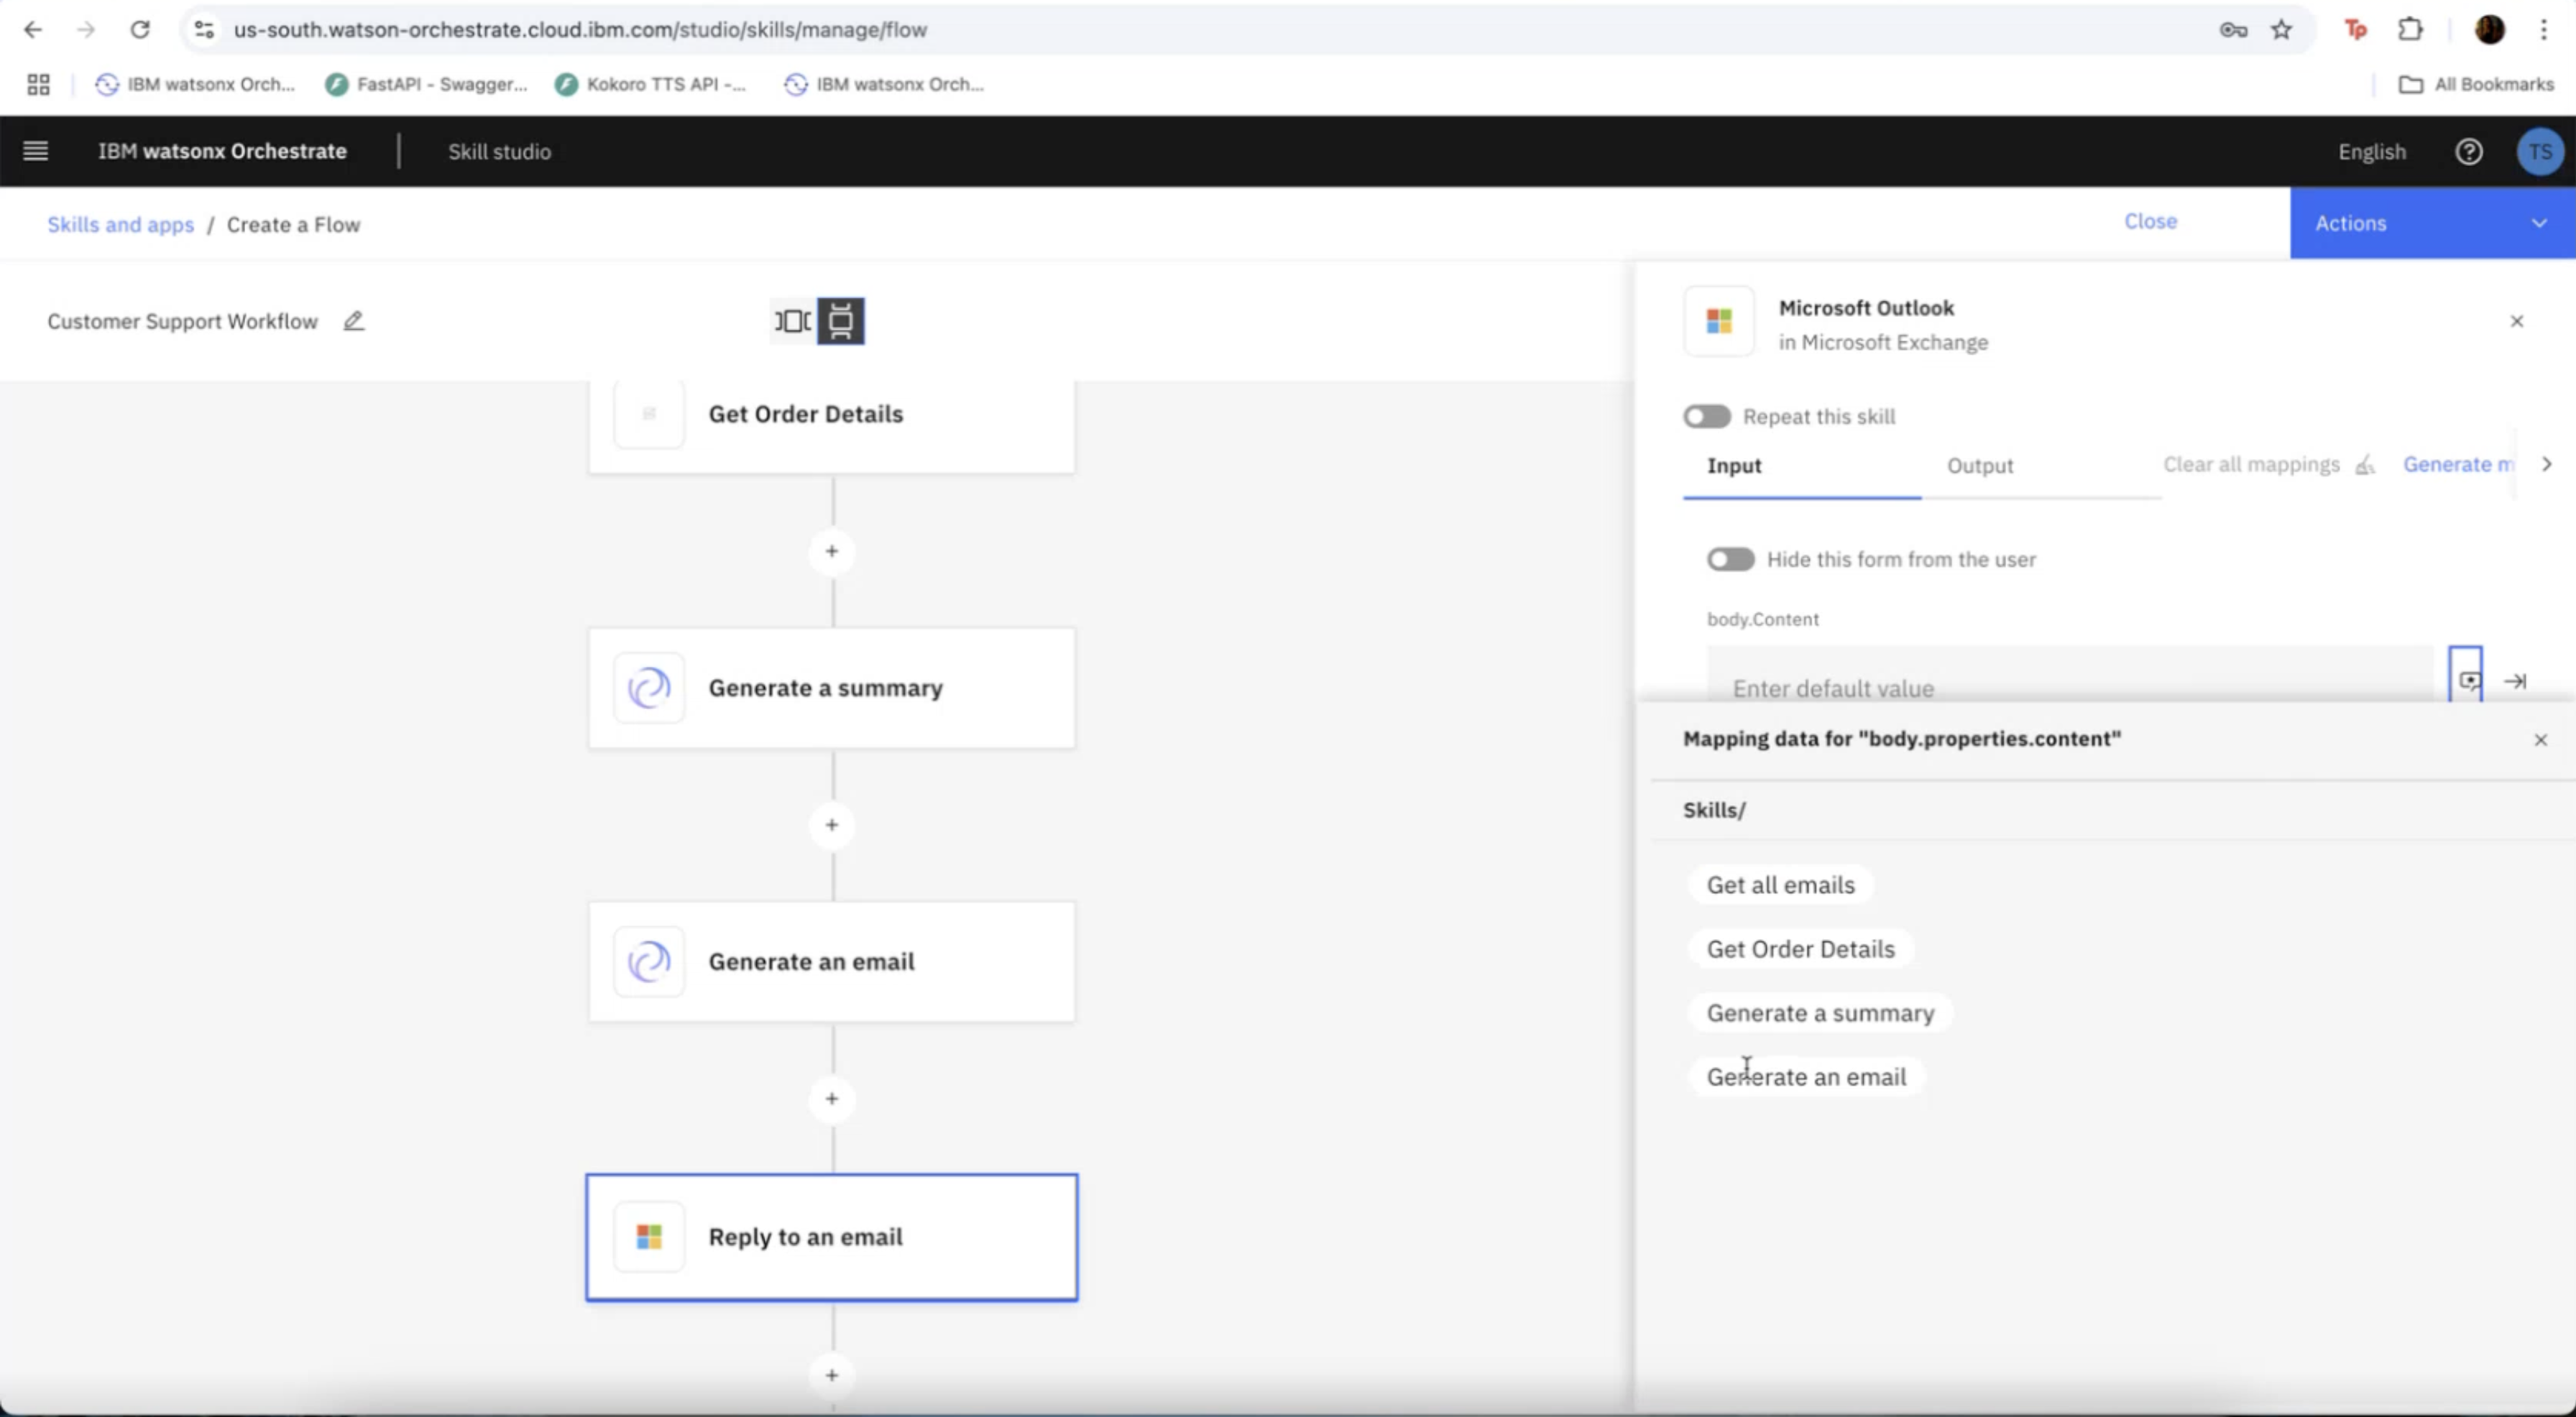 us-south.watson-orchestrate.cloud.ibm.com/studio/skills/manage/flow
Tp
IBM watsonx Orch...
FastAPI - Swagger...
Kokoro TTS API -...
IBM watsonx Orch...
All Bookmarks
IBM watsonx Orchestrate
Skill studio
English
TS
Skills and apps / Create a Flow
Close
Actions
Customer Support Workflow
Get Order Details
Generate a summary
Generate an email
Reply to an email
Microsoft Outlook
in Microsoft Exchange
Repeat this skill
Input
Output
Clear all mappings
Generate m
Hide this form from the user
body.Content
Enter default value
Mapping data for "body.properties.content"
Skills/
Get all emails
Get Order Details
Generate a summary
Generate an email